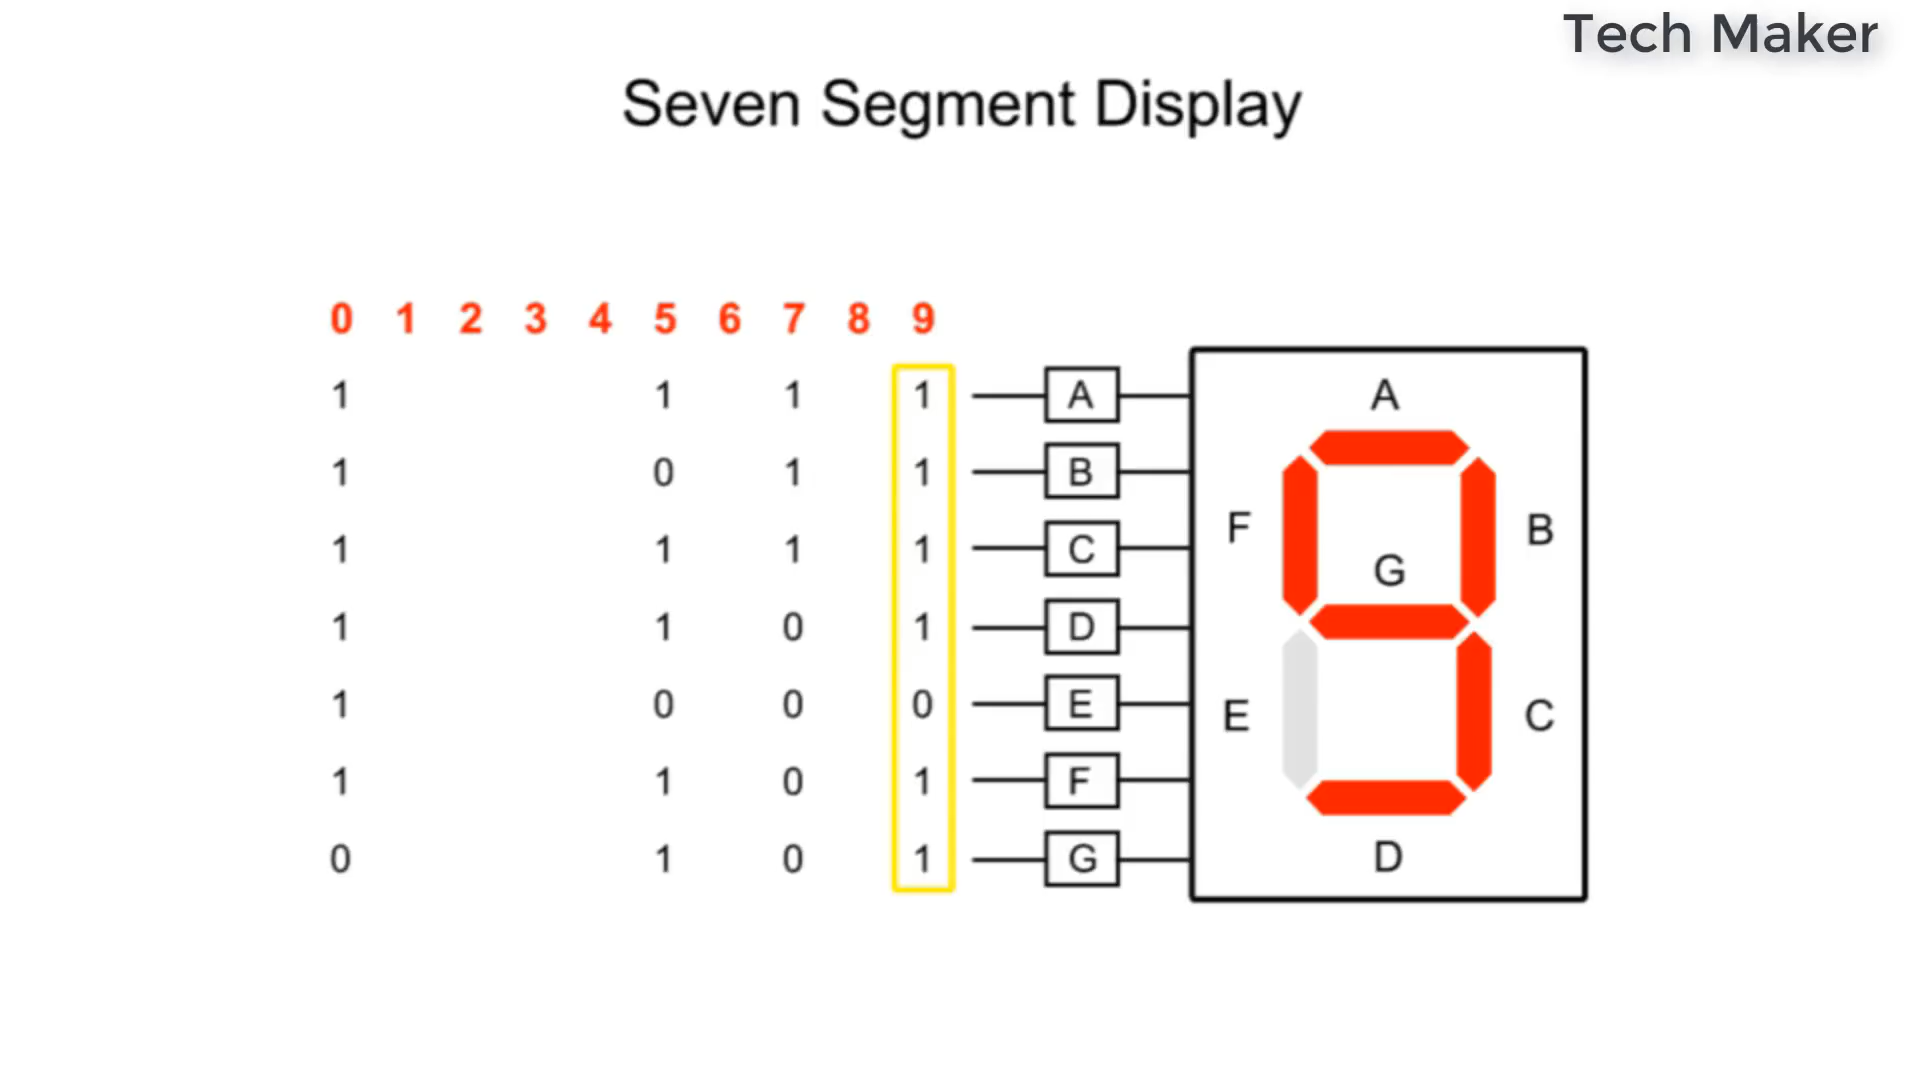 Tech Maker
Seven Segment Display
0 1 2 3 4 5 6 7 8 9
1 1 1 1 A A
1 0 1 1 B
F B
1 1 1 1 C G
1 1 0 1 D
1 0 0 0 E E C
1 1 0 1 F
0 1 0 1 G D